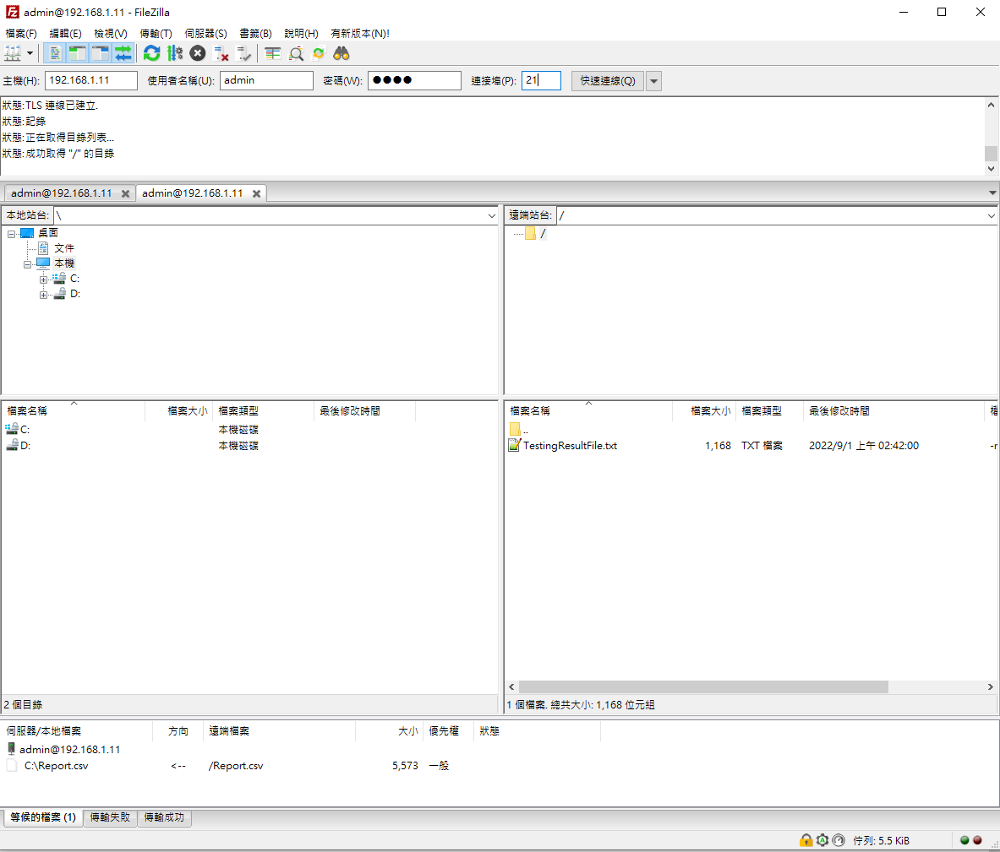 admin@192.168.1.11 - FileZilla
檔案(F) 編輯(E) 檢視(V) 傳輸(T) 伺服器(S) 書籤(B) 說明(H) 有新版本(N)!
主機(H): 192.168.1.11 使用者名稱(U): admin 密碼(W): ●●●● 連接埠(P): 21 快速連線(Q)
狀態:TLS 連線已建立.
狀態:記錄
狀態:正在取得目錄列表...
狀態:成功取得 "/" 的目錄
admin@192.168.1.11 admin@192.168.1.11
本地站台: \
桌面
文件
本機
C:
D:
遠端站台: /
/
檔案名稱 檔案大小 檔案類型 最後修改時間
C: 本機磁碟
D: 本機磁碟
2 個目錄
檔案名稱 檔案大小 檔案類型 最後修改時間
..
TestingResultFile.txt 1,168 TXT 檔案 2022/9/1 上午 02:42:00 -r
1 個檔案. 總共大小: 1,168 位元組
伺服器/本地檔案 方向 遠端檔案 大小 優先權 狀態
admin@192.168.1.11
C:\Report.csv <-- /Report.csv 5,573 一般
等候的檔案 (1) 傳輸失敗 傳輸成功
佇列: 5.5 KiB